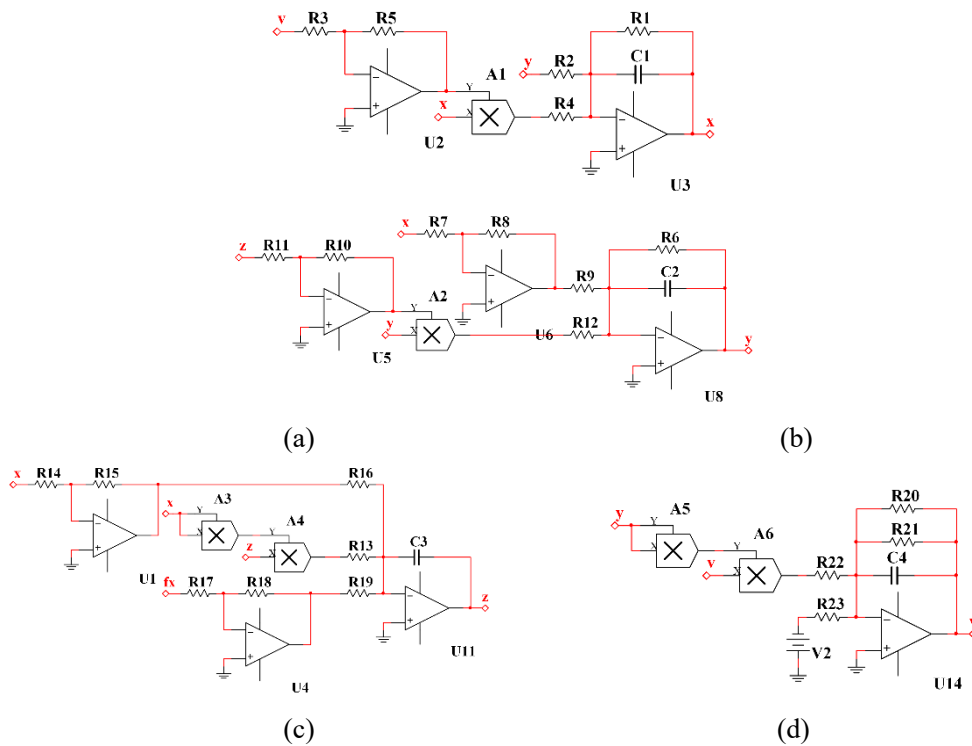 v R3 R5 R1
C1
y R2
A1
Y
x X R4
x
U2
U3
x R7 R8
z R11 R10 R6
R9 C2
A2
Y
y X R12
U6
y
U5
U8
(a) (b)
x R14 R15 R16
A3
x Y
X A4
Y
z X R13 C3
U1
fx R17 R18 R19
z
U11
U4
R20
A5
y Y R21
X A6
Y
v X R22 C4
R23
V2
v
U14
(c) (d)